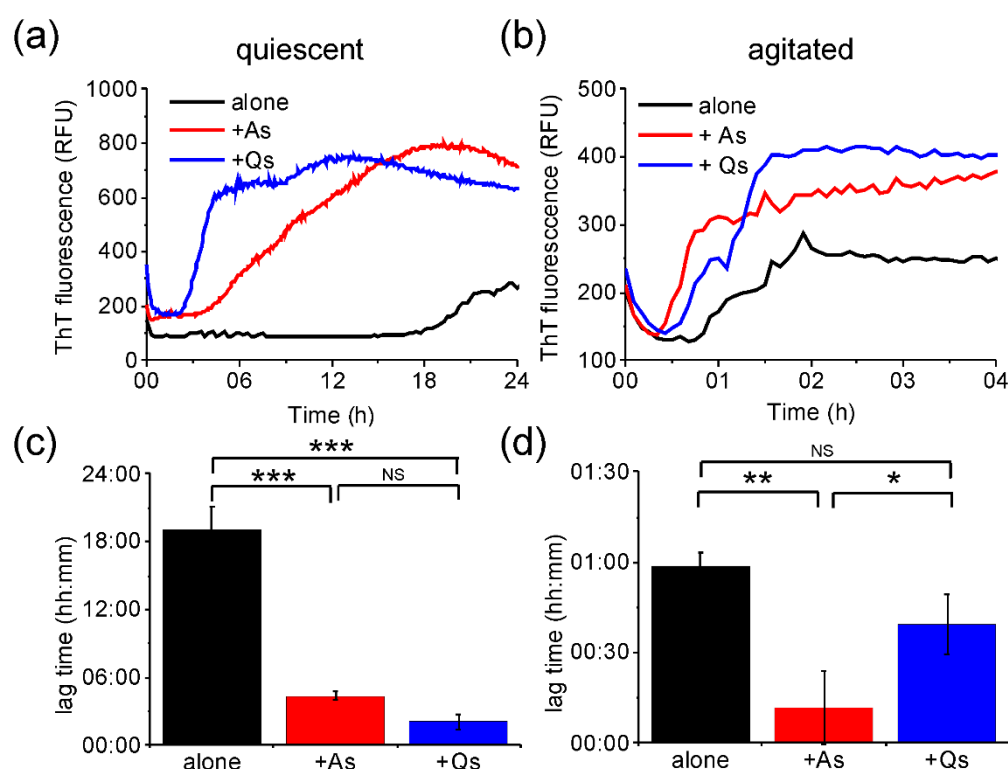 (a)
quiescent
ThT fluorescence (RFU)
1000
800
600
400
200
0
alone
+As
+Qs
00
06
12
18
24
Time (h)
(b)
agitated
ThT fluoresccence (RFU)
500
400
300
200
100
alone
+ As
+ Qs
00
01
02
03
04
Time (h)
(c)
lag time (hh:mm)
24:00
18:00
12:00
06:00
00:00
***
***
NS
alone
+As
+Qs
(d)
lag time (hh:mm)
01:30
01:00
00:30
00:00
NS
**
*
alone
+As
+Qs